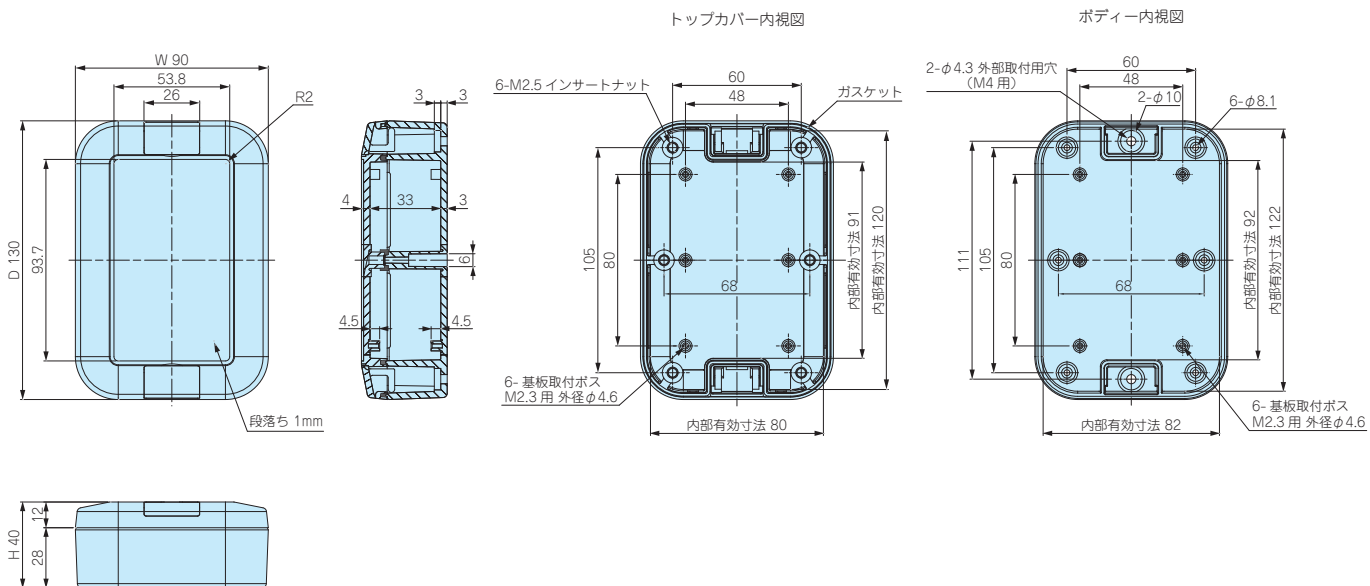 トップカバー内視図
ボディー内視図
W 90
53.8
26
R2
D 130
93.7
段落ち 1mm
3
3
4
33
3
6
4.5
4.5
6-M2.5 インサートナット
60
48
ガスケット
105
80
68
内部有効寸法 91
内部有効寸法 120
6- 基板取付ボス
M2.3 用 外径φ4.6
内部有効寸法 80
2-φ4.3 外部取付用穴
（M4 用）
60
48
2-φ10
6-φ8.1
111
105
80
68
内部有効寸法 92
内部有効寸法 122
6- 基板取付ボス
M2.3 用 外径φ4.6
内部有効寸法 82
H 40
12
28